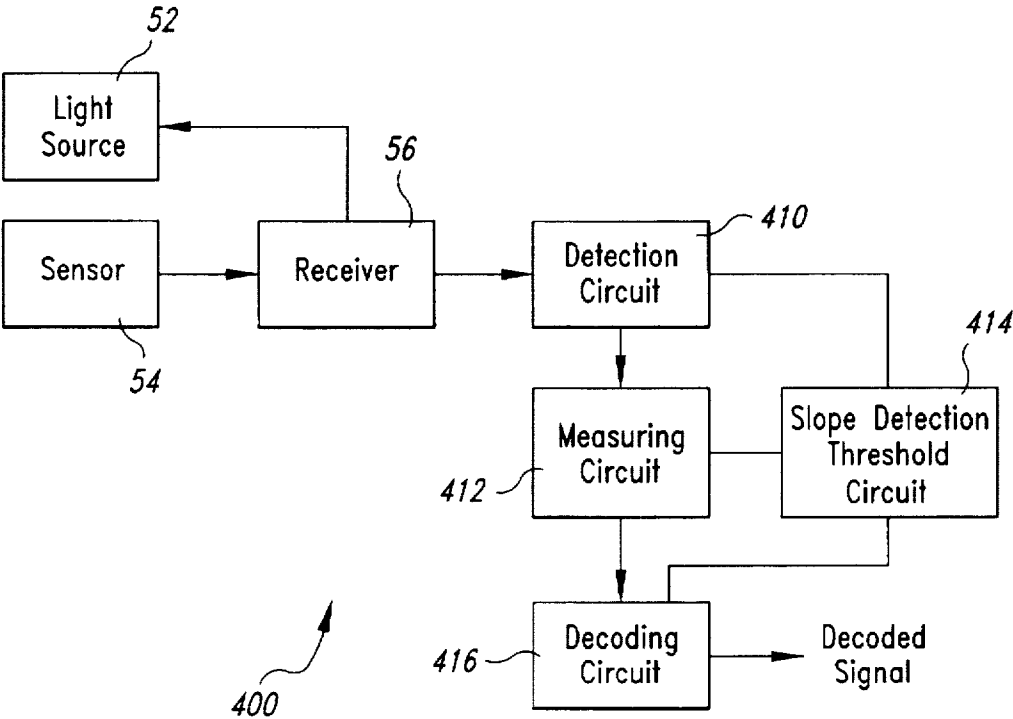 52
Light
Source
56
410
Sensor
Receiver
Detection
Circuit
54
414
Measuring
Circuit
Slope Detection
Threshold
Circuit
412
Decoding
Circuit
Decoded
Signal
416
400